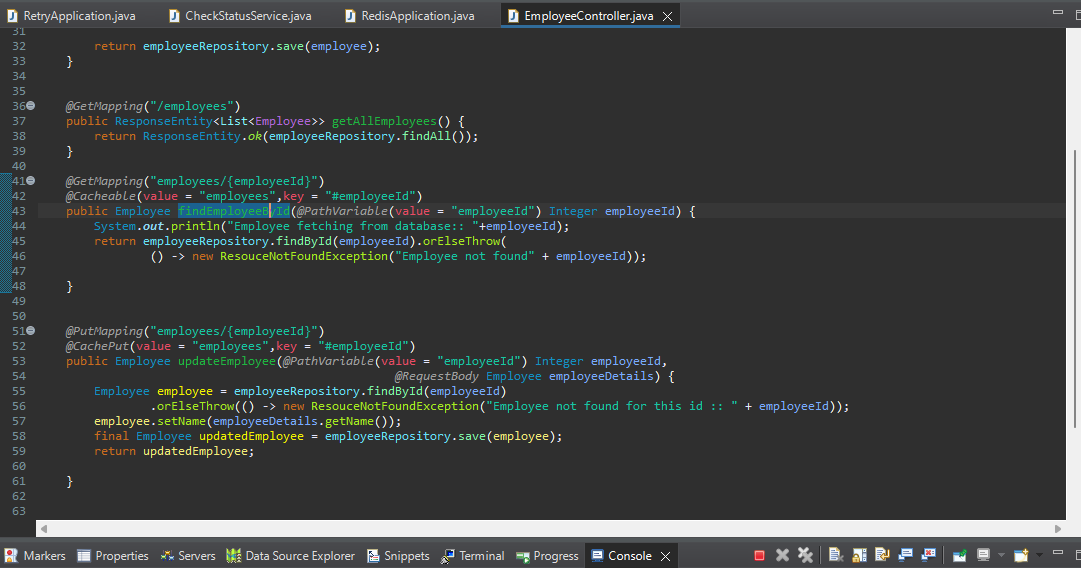 RetryApplication.java CheckStatusService.java RedisApplication.java EmployeeController.java
31
32 return employeeRepository.save(employee);
33 }
34
35
36 @GetMapping("/employees")
37 public ResponseEntity<List<Employee>> getAllEmployees() {
38 return ResponseEntity.ok(employeeRepository.findAll());
39 }
40
41 @GetMapping("employees/{employeeId}")
42 @Cacheable(value = "employees",key = "#employeeId")
43 public Employee findEmployeeById(@PathVariable(value = "employeeId") Integer employeeId) {
44 System.out.println("Employee fetching from database:: "+employeeId);
45 return employeeRepository.findById(employeeId).orElseThrow(
46 () -> new ResouceNotFoundException("Employee not found" + employeeId));
47
48 }
49
50
51 @PutMapping("employees/{employeeId}")
52 @CachePut(value = "employees",key = "#employeeId")
53 public Employee updateEmployee(@PathVariable(value = "employeeId") Integer employeeId,
54 @RequestBody Employee employeeDetails) {
55 Employee employee = employeeRepository.findById(employeeId)
56 .orElseThrow(() -> new ResouceNotFoundException("Employee not found for this id :: " + employeeId));
57 employee.setName(employeeDetails.getName());
58 final Employee updatedEmployee = employeeRepository.save(employee);
59 return updatedEmployee;
60
61 }
62
63
Markers Properties Servers Data Source Explorer Snippets Terminal Progress Console